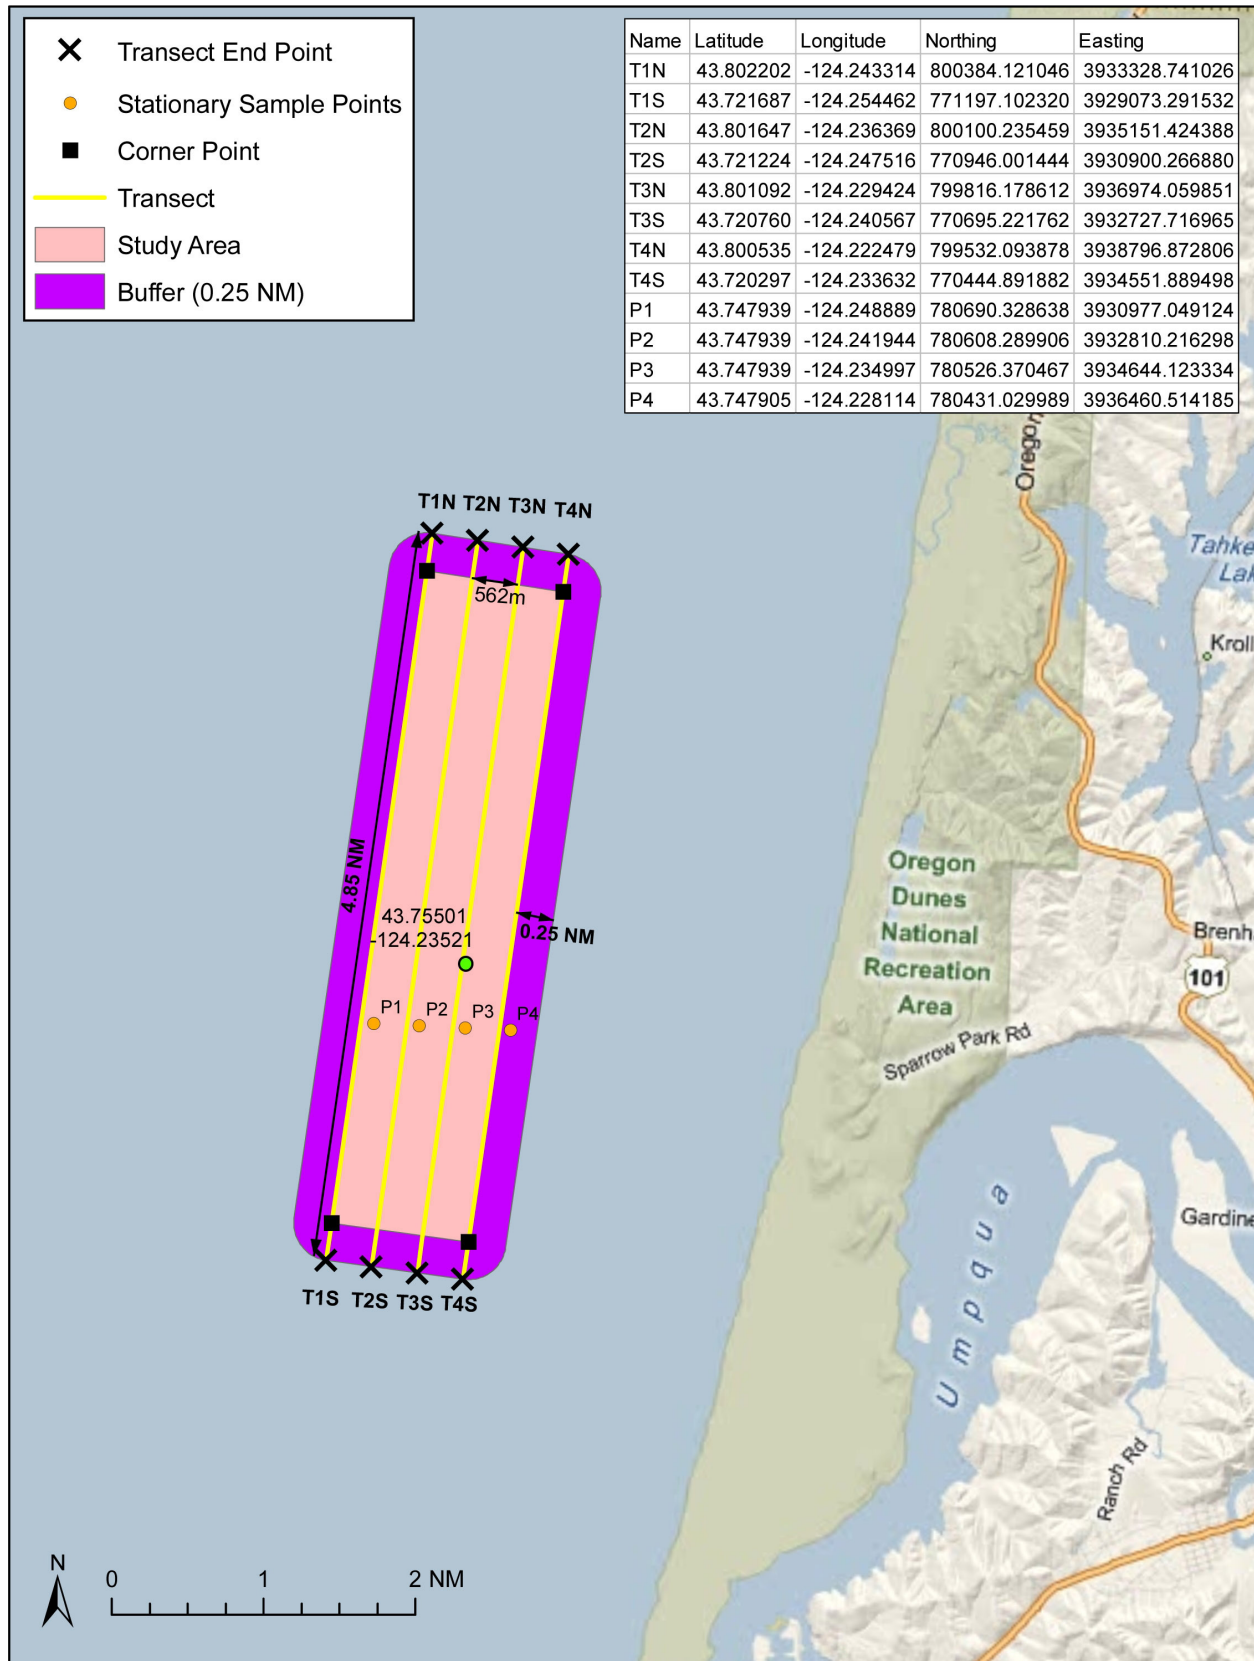 Transect End Point
Stationary Sample Points
Corner Point
Transect
Study Area
Buffer (0.25 NM)
Name Latitude Longitude Northing Easting
T1N 43.802202 -124.243314 800384.121046 3933328.741026
T1S 43.721687 -124.254462 771197.102320 3929073.291532
T2N 43.801647 -124.236369 800100.235459 3935151.424388
T2S 43.721224 -124.247516 770946.001444 3930900.266880
T3N 43.801092 -124.229424 799816.178612 3936974.059851
T3S 43.720760 -124.240567 770695.221762 3932727.716965
T4N 43.800535 -124.222479 799532.093878 3938796.872806
T4S 43.720297 -124.233632 770444.891882 3934551.889498
P1 43.747939 -124.248889 780690.328638 3930977.049124
P2 43.747939 -124.241944 780608.289906 3932810.216298
P3 43.747939 -124.234997 780526.370467 3934644.123334
P4 43.747905 -124.228114 780431.029989 3936460.514185
Oregon
T1N T2N T3N T4N
Tahke
Lak
562m
Kroll
4.85 NM
Oregon
Dunes
National
Recreation
Area
43.75501
-124.23521
0.25 NM
Brenh
101
P1 P2 P3 P4
Sparrow Park Rd
Umpqua
Gardine
T1S T2S T3S T4S
Ranch Rd
N
0 1 2 NM